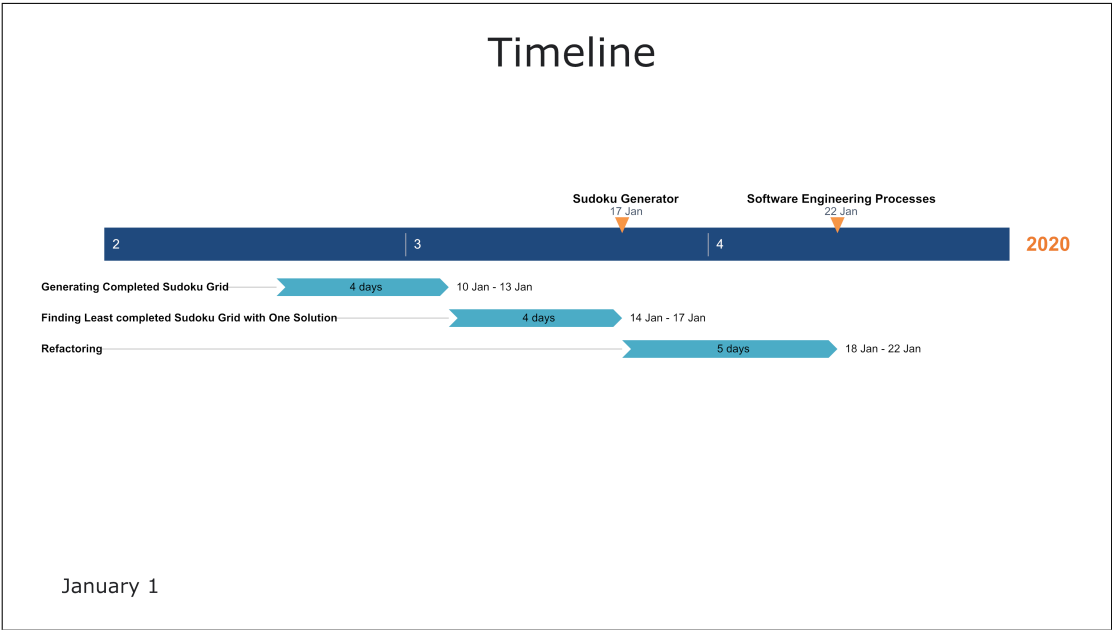 Timeline
Sudoku Generator
17 Jan
Software Engineering Processes
22 Jan
2
3
4
2020
Generating Completed Sudoku Grid
4 days
10 Jan - 13 Jan
Finding Least completed Sudoku Grid with One Solution
4 days
14 Jan - 17 Jan
Refactoring
5 days
18 Jan - 22 Jan
January 1